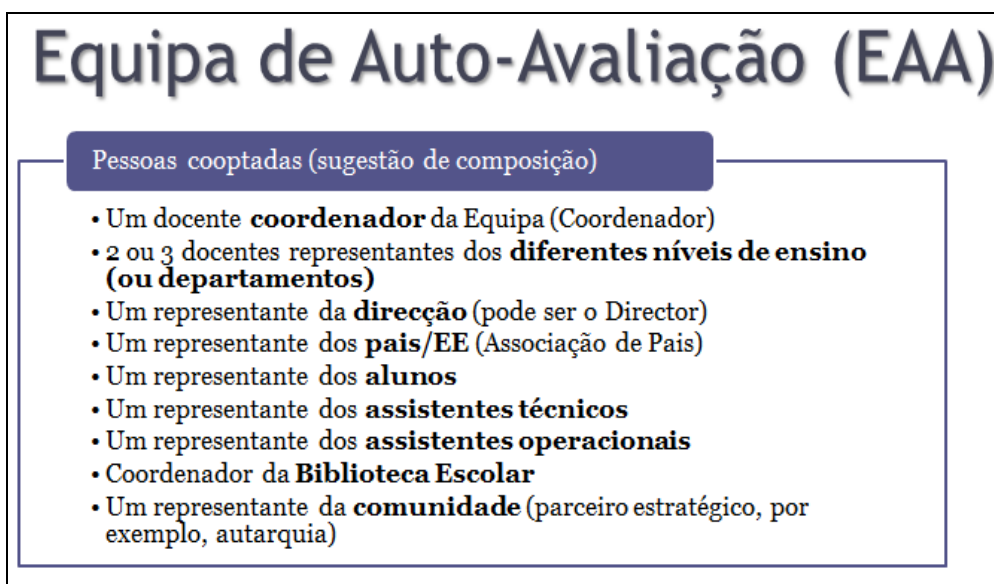 Equipa de Auto-Avaliação (EAA)
Pessoas cooptadas (sugestão de composição)
• Um docente coordenador da Equipa (Coordenador)
• 2 ou 3 docentes representantes dos diferentes níveis de ensino
(ou departamentos)
• Um representante da direcção (pode ser o Director)
• Um representante dos pais/EE (Associação de Pais)
• Um representante dos alunos
• Um representante dos assistentes técnicos
• Um representante dos assistentes operacionais
• Coordenador da Biblioteca Escolar
• Um representante da comunidade (parceiro estratégico, por
exemplo, autarquia)